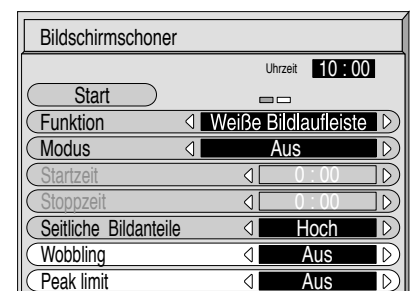 Bildschirmschoner
Uhrzeit 10 : 00
Start
Funktion Weiße Bildlaufleiste
Modus Aus
Startzeit 0 : 00
Stoppzeit 0 : 00
Seitliche Bildanteile Hoch
Wobbling Aus
Peak limit Aus